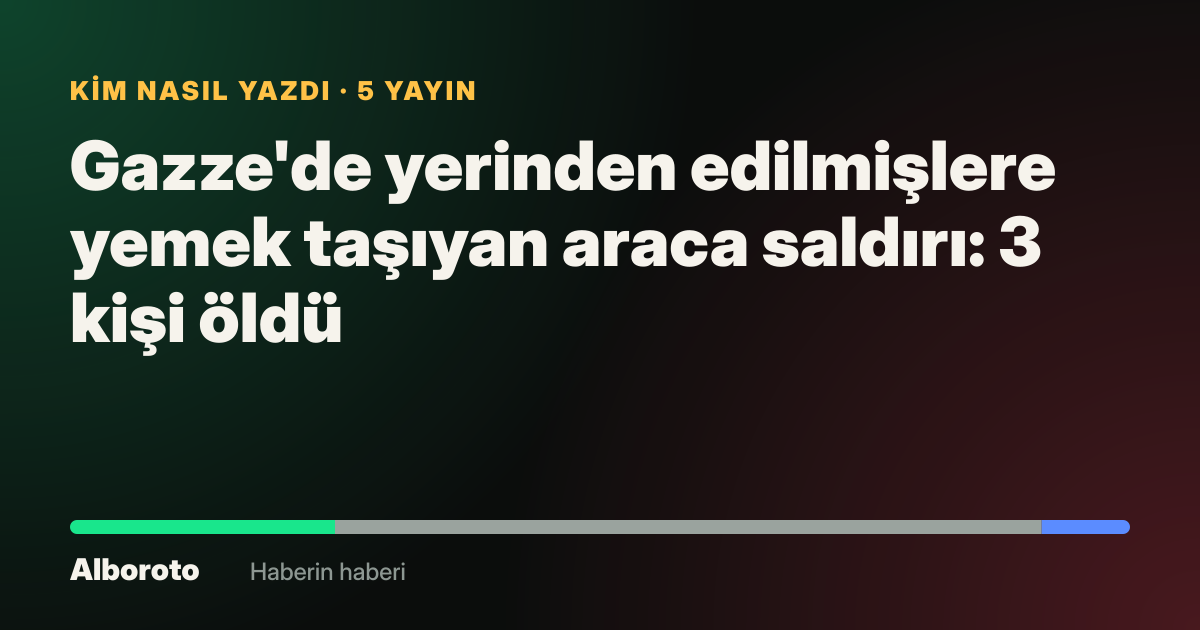 KİM NASIL YAZDI · 5 YAYIN
Gazze'de yerinden edilmişlere
yemek taşıyan araca saldırı: 3
kişi öldü
Alboroto
Haberin haberi